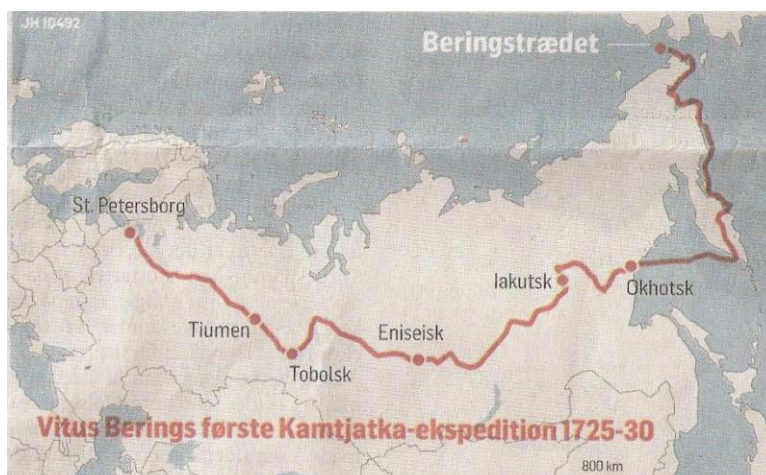 JH 10492
Beringstrædet
St. Petersborg
Iakutsk
Okhotsk
Tiumen
Eniseisk
Tobolsk
Vitus Berings første Kamtjatka-ekspedition 1725-30
800 km